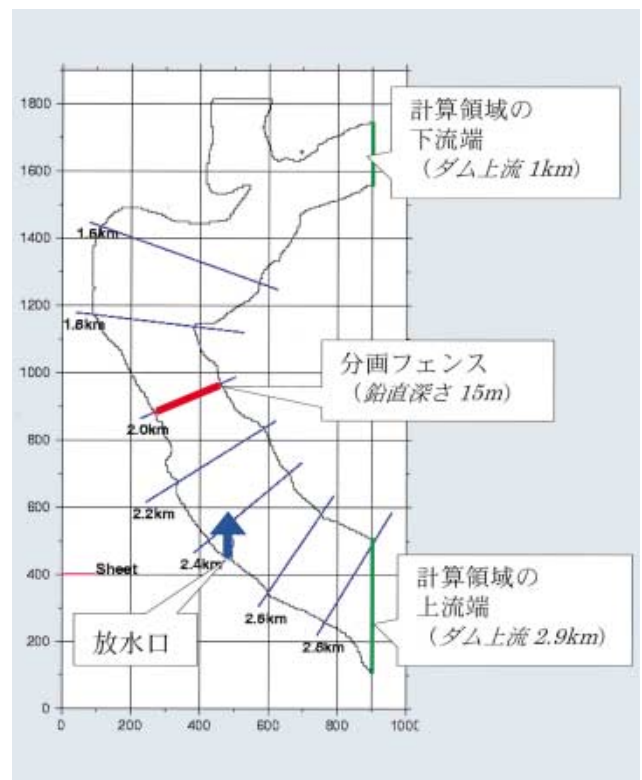 1800
1600
1400
1200
1000
800
600
400
200
0
0
200
400
600
800
1000
計算領域の
下流端
(ダム上流 1km)
1.6km
1.8km
分画フェンス
(鉛直深さ 15m)
2.0km
2.2km
2.4km
Sheet
放水口
2.6km
2.8km
計算領域の
上流端
(ダム上流 2.9km)